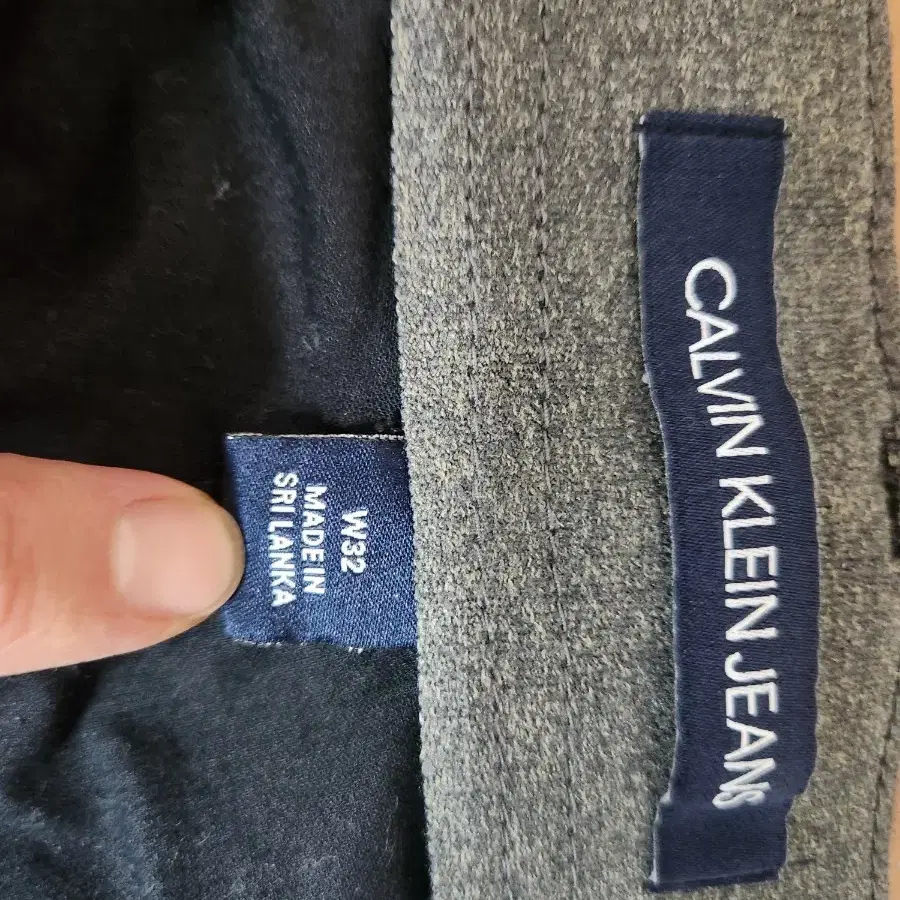 CALVIN KLEIN JEANS
W32
MADE IN
SRI LANKA